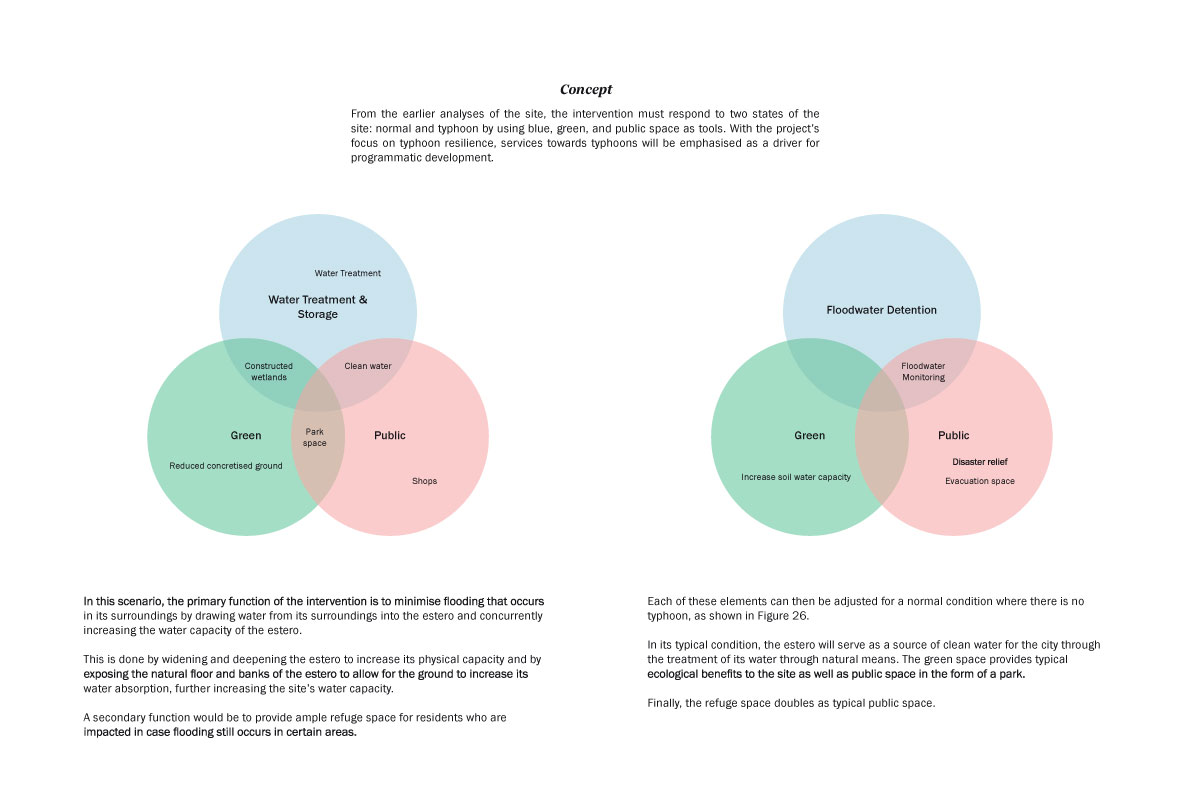 Concept
From the earlier analyses of the site, the intervention must respond to two states of the
site: normal and typhoon by using blue, green, and public space as tools. With the project's
focus on typhoon resilience, services towards typhoons will be emphasised as a driver for
programmatic development.
Water Treatment
Water Treatment &
Storage
Constructed
wetlands
Clean water
Green
Park
space
Public
Reduced concretised ground
Shops
Floodwater Detention
Floodwater
Monitoring
Green
Public
Disaster relief
Increase soil water capacity
Evacuation space
In this scenario, the primary function of the intervention is to minimise flooding that occurs
in its surroundings by drawing water from its surroundings into the estero and concurrently
increasing the water capacity of the estero.
This is done by widening and deepening the estero to increase its physical capacity and by
exposing the natural floor and banks of the estero to allow for the ground to increase its
water absorption, further increasing the site's water capacity.
A secondary function would be to provide ample refuge space for residents who are
impacted in case flooding still occurs in certain areas.
Each of these elements can then be adjusted for a normal condition where there is no
typhoon, as shown in Figure 26.
In its typical condition, the estero will serve as a source of clean water for the city through
the treatment of its water through natural means. The green space provides typical
ecological benefits to the site as well as public space in the form of a park.
Finally, the refuge space doubles as typical public space.